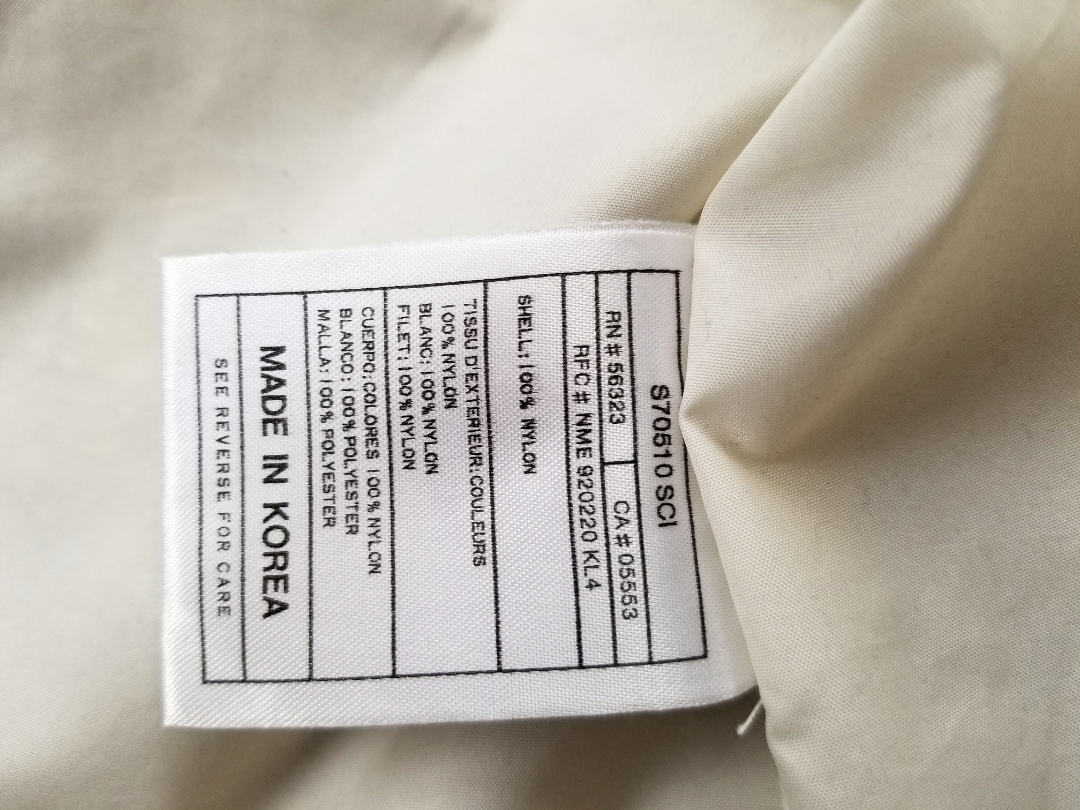 S70510 SCI
RN # 56323 CA # 05553
RFC # NME 920220 KL4
SHELL: 100% NYLON
TISSU D'EXTERIEUR: COULEURS
100% NYLON
BLANC: 100% NYLON
FILET: 100% NYLON
CUERPO: COLORES 100% NYLON
BLANCO: 100% POLYESTER
MALLA: 100% POLYESTER
MADE IN KOREA
SEE REVERSE FOR CARE